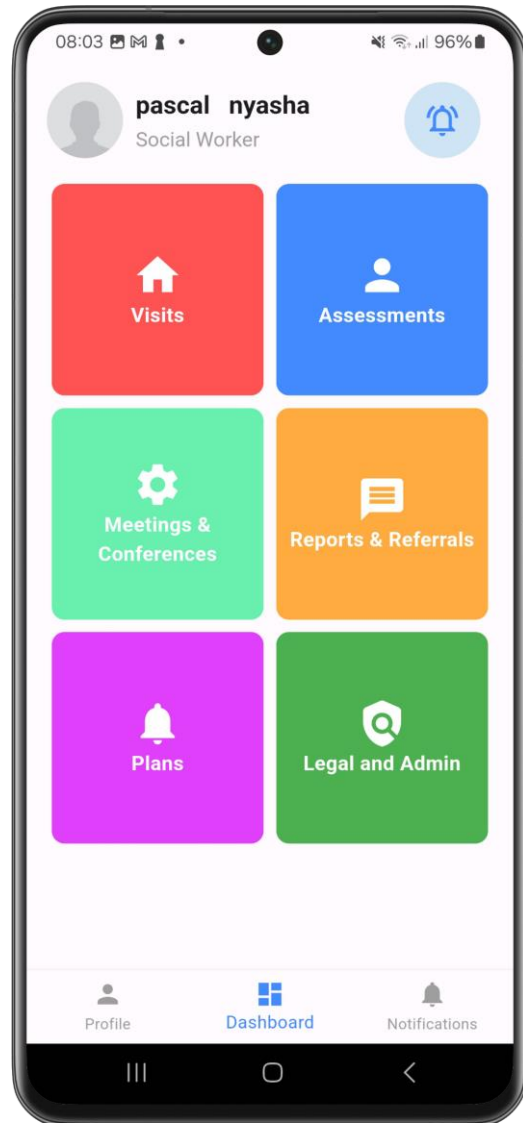 08:03
96%
pascal nyasha
Social Worker
Visits
Assessments
Meetings &
Conferences
Reports & Referrals
Plans
Legal and Admin
Profile
Dashboard
Notifications